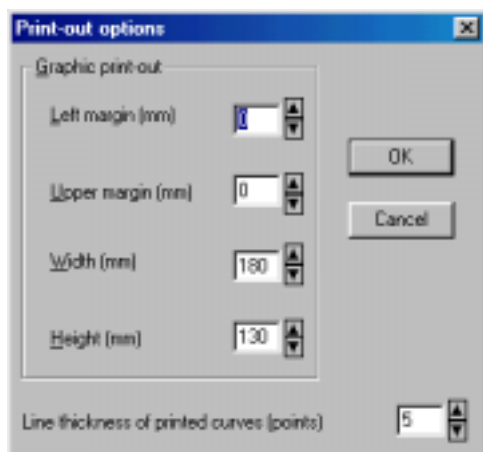 Print-out options
Graphic print-out
Left margin (mm) 0
OK
Upper margin (mm) 0
Cancel
Width (mm) 180
Height (mm) 130
Line thickness of printed curves (points) 5